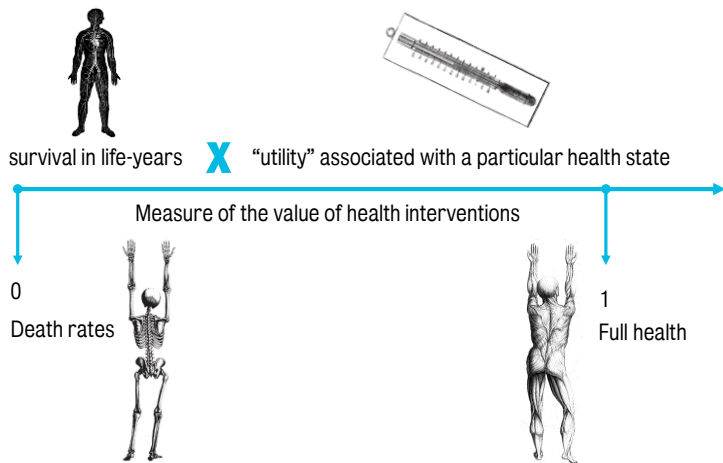 survival in life-years X “utility” associated with a particular health state
Measure of the value of health interventions
0
Death rates
1
Full health